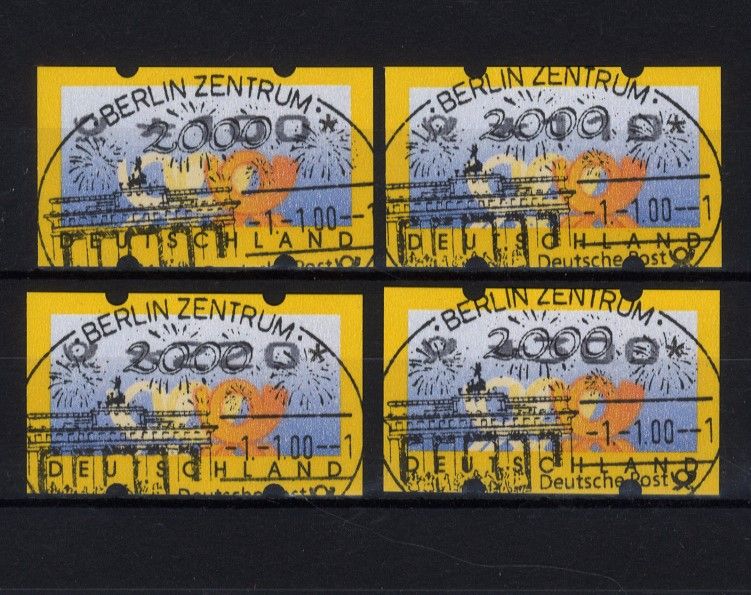 BERLIN ZENTRUM
2000
-1.-1.00--1
DEUTSCHLAND
Deutsche Post
BERLIN ZENTRUM
2000
-1.-1.00--1
DEUTSCHLAND
Deutsche Post
BERLIN ZENTRUM
2000
-1.-1.00--1
DEUTSCHLAND
Deutsche Post
BERLIN ZENTRUM
2000
-1.-1.00--1
DEUTSCHLAND
Deutsche Post